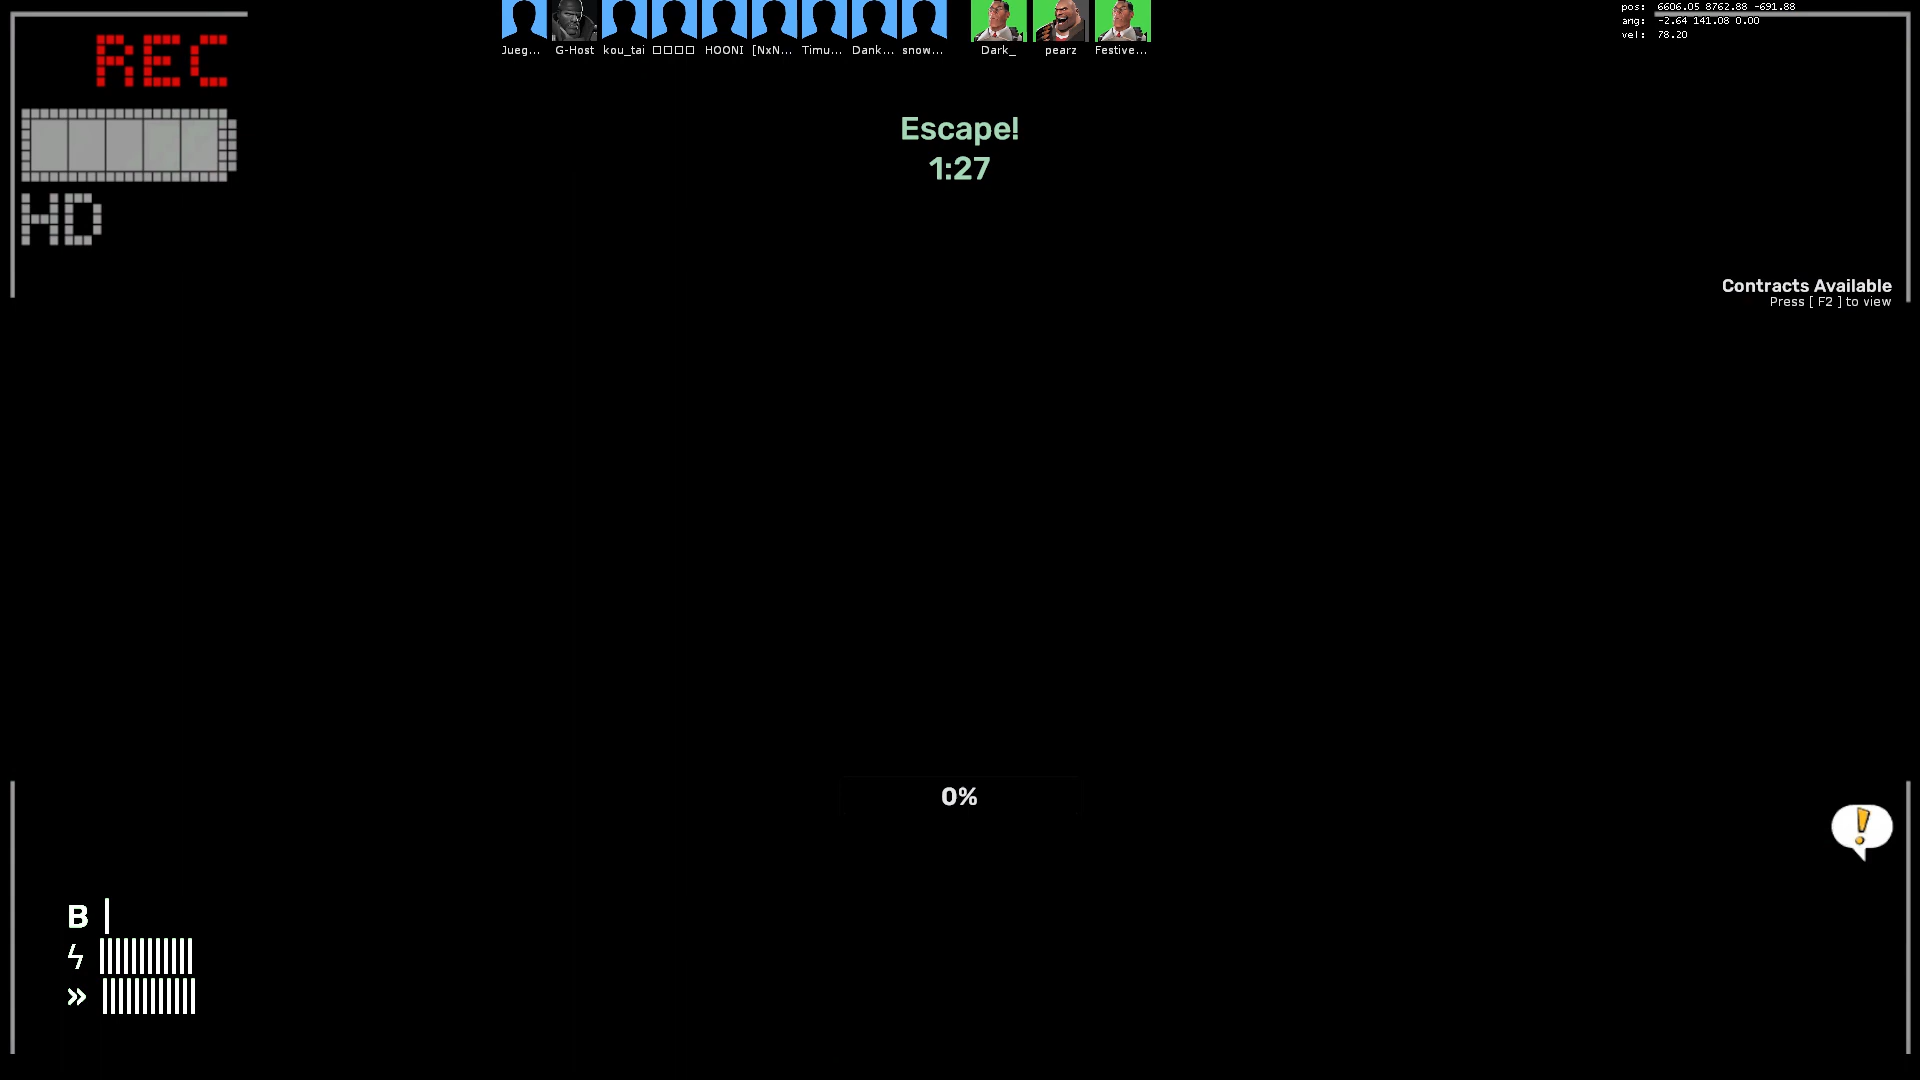 REC
HD
Jueg... G-Host kou_tai □□□□ HOONI [NxN... Timu... Dank... snow... Dark_ pearz Festive...
pos: 6606.05 8762.88 -691.88
ang: -2.64 141.08 0.00
vel: 78.20
Escape!
1:27
Contracts Available
Press [ F2 ] to view
0%
B